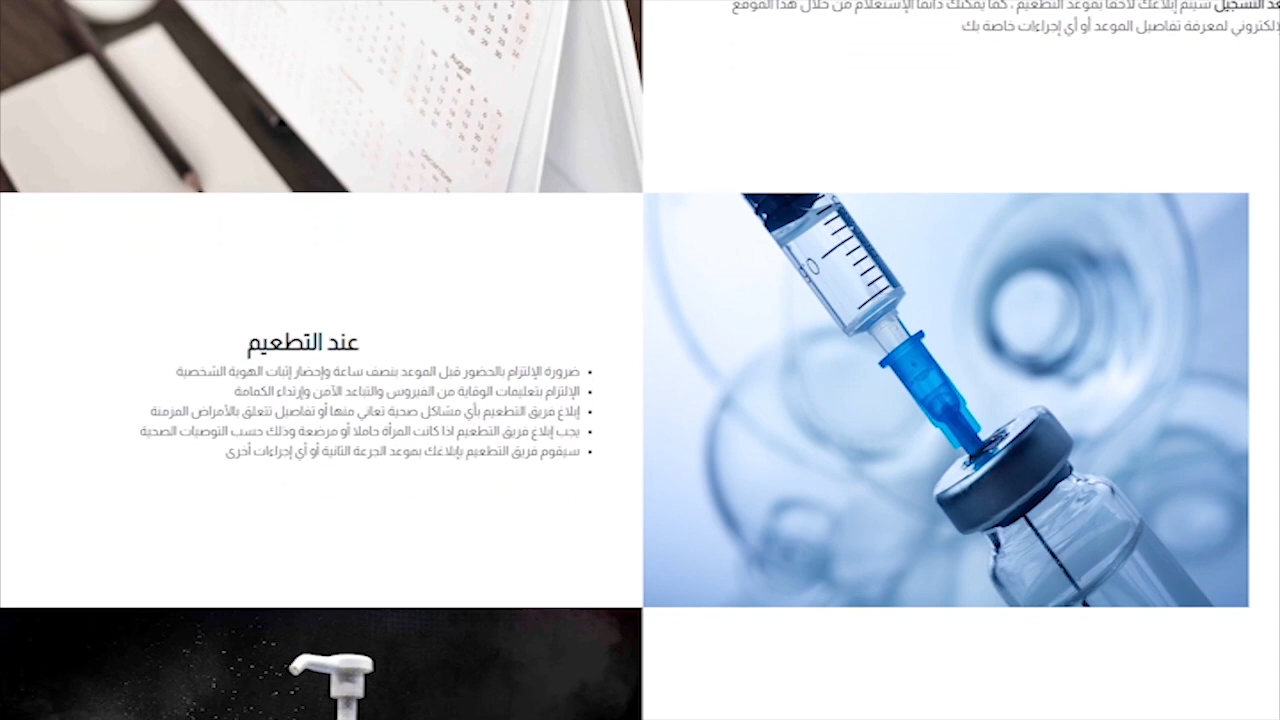 التسجيل سيتم إبلاغك لاحقا بموعد التطعيم ، كما يمكنك دائما الإستعلام من خلال هذا الموقع
لمعرفة تفاصيل الموعد أو أي إجراءات خاصة بك
August
December
عند التطعيم
• ضرورة الإلتزام بالحضور قبل الموعد بنصف ساعة وإحضار إثبات الهوية الشخصية
• الإلتزام بتعليمات الوقاية من الفيروس والتباعد الآمن وإرتداء الكمامة
• إبلاغ فريق التطعيم بأي مشاكل صحية تعاني منها أو تفاصيل تتعلق بالأمراض المزمنة
• يجب إبلاغ فريق التطعيم اذا كانت المرأة حاملا أو مرضعة وذلك حسب التوصيات الصحية
• سيقوم فريق التطعيم بإبلاغك بموعد الجرعة الثانية أو أي إجراءات أخرى